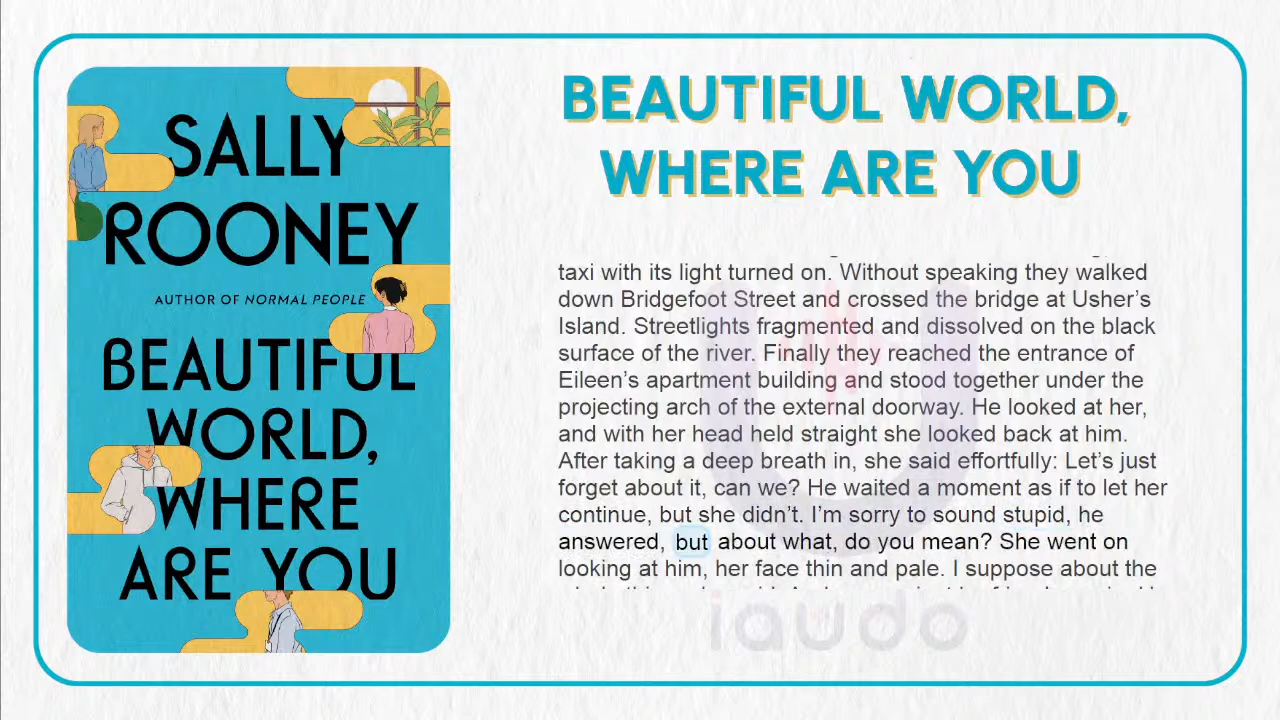 SALLY
ROONEY
AUTHOR OF NORMAL PEOPLE
BEAUTIFUL
WORLD,
WHERE
ARE YOU
BEAUTIFUL WORLD,
WHERE ARE YOU
taxi with its light turned on. Without speaking they walked
down Bridgefoot Street and crossed the bridge at Usher's
Island. Streetlights fragmented and dissolved on the black
surface of the river. Finally they reached the entrance of
Eileen's apartment building and stood together under the
projecting arch of the external doorway. He looked at her,
and with her head held straight she looked back at him.
After taking a deep breath in, she said effortfully: Let's just
forget about it, can we? He waited a moment as if to let her
continue, but she didn't. I'm sorry to sound stupid, he
answered, but about what, do you mean? She went on
looking at him, her face thin and pale. I suppose about the
iaudo